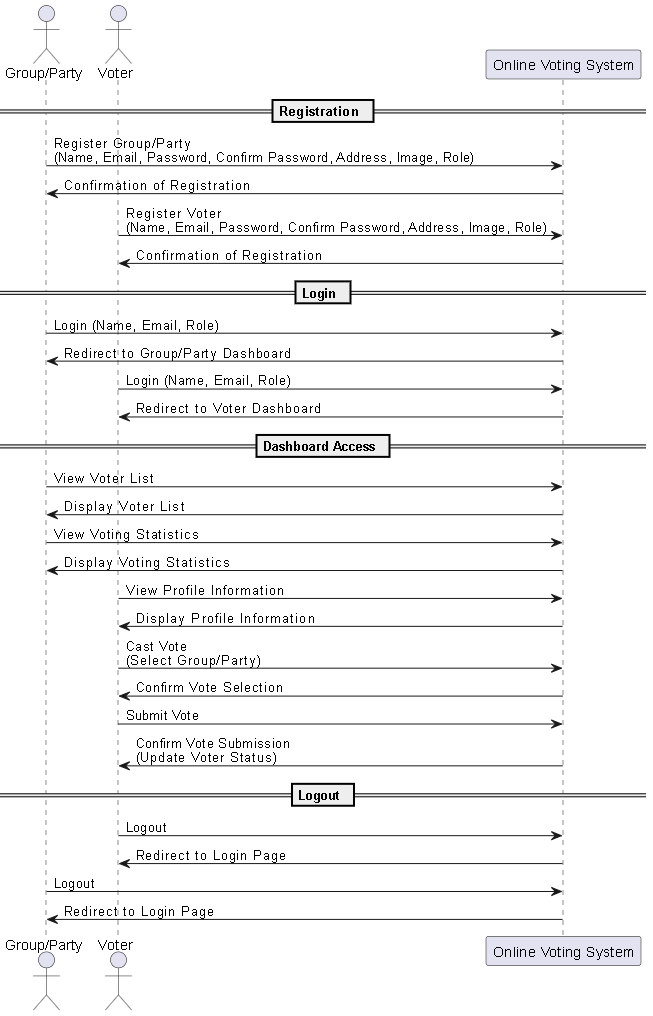 Group/Party Voter Online Voting System
Registration
Register Group/Party
(Name, Email, Password, Confirm Password, Address, Image, Role)
Confirmation of Registration
Register Voter
(Name, Email, Password, Confirm Password, Address, Image, Role)
Confirmation of Registration
Login
Login (Name, Email, Role)
Redirect to Group/Party Dashboard
Login (Name, Email, Role)
Redirect to Voter Dashboard
Dashboard Access
View Voter List
Display Voter List
View Voting Statistics
Display Voting Statistics
View Profile Information
Display Profile Information
Cast Vote
(Select Group/Party)
Confirm Vote Selection
Submit Vote
Confirm Vote Submission
(Update Voter Status)
Logout
Logout
Redirect to Login Page
Logout
Redirect to Login Page
Group/Party Voter Online Voting System